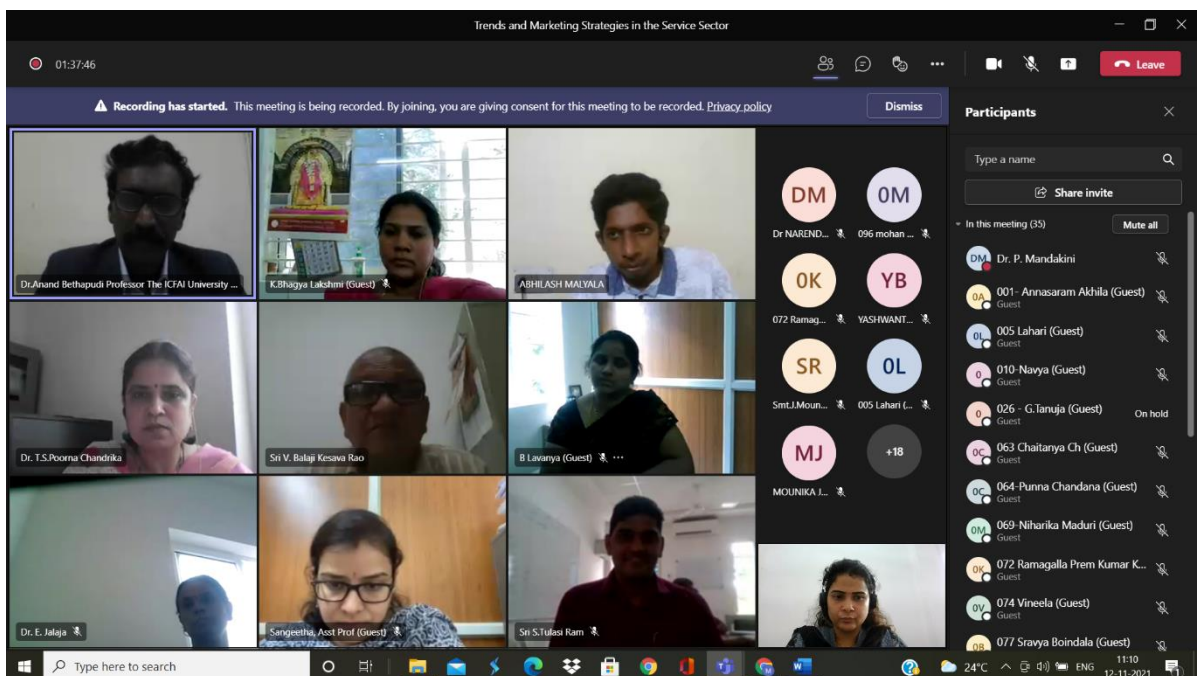 Trends and Marketing Strategies in the Service Sector
01:37:46
Leave
Recording has started. This meeting is being recorded. By joining, you are giving consent for this meeting to be recorded. Privacy policy
Dismiss
Dr.Anand Bethapudi Professor The ICFAI University ...
K.Bhagya Lakshmi (Guest)
ABHILASH MALYALA
Dr. T.S.Poorna Chandrika
Sri V. Balaji Kesava Rao
B Lavanya (Guest)
Dr. E. Jalaja
Sangeetha, Asst Prof (Guest)
Sri S.Tulasi Ram
DM
0M
Dr NAREND...
096 mohan ...
0K
YB
072 Ramag...
YASHWANT...
SR
0L
Smt.J.Moun...
005 Lahari (...
MJ
+18
MOUNIKA J...
Participants
Type a name
Share invite
In this meeting (35)
Mute all
DM Dr. P. Mandakini
0A 001- Annasaram Akhila (Guest)
Guest
0L 005 Lahari (Guest)
Guest
0 010-Navya (Guest)
Guest
0 026 - G.Tanuja (Guest) On hold
Guest
0C 063 Chaitanya Ch (Guest)
Guest
0C 064-Punna Chandana (Guest)
Guest
0M 069-Niharika Maduri (Guest)
Guest
0K 072 Ramagalla Prem Kumar K...
Guest
0V 074 Vineela (Guest)
Guest
0B 077 Sravya Boindala (Guest)
Type here to search
24°C
ENG
11:10
12-11-2021